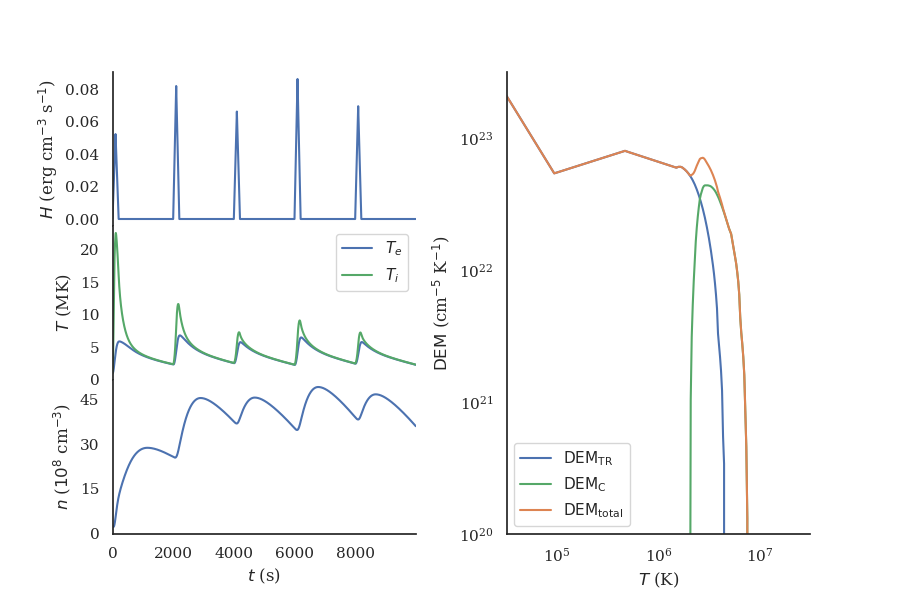 H (erg cm⁻³ s⁻¹)
0.08
0.06
0.04
0.02
0.00
T (MK)
20
15
10
5
0
Tₑ
Tᵢ
n (10⁸ cm⁻³)
45
30
15
0
0 2000 4000 6000 8000
t (s)
DEM (cm⁻⁵ K⁻¹)
10²³
10²²
10²¹
10²⁰
DEM_TR
DEM_C
DEM_total
10⁵ 10⁶ 10⁷
T (K)